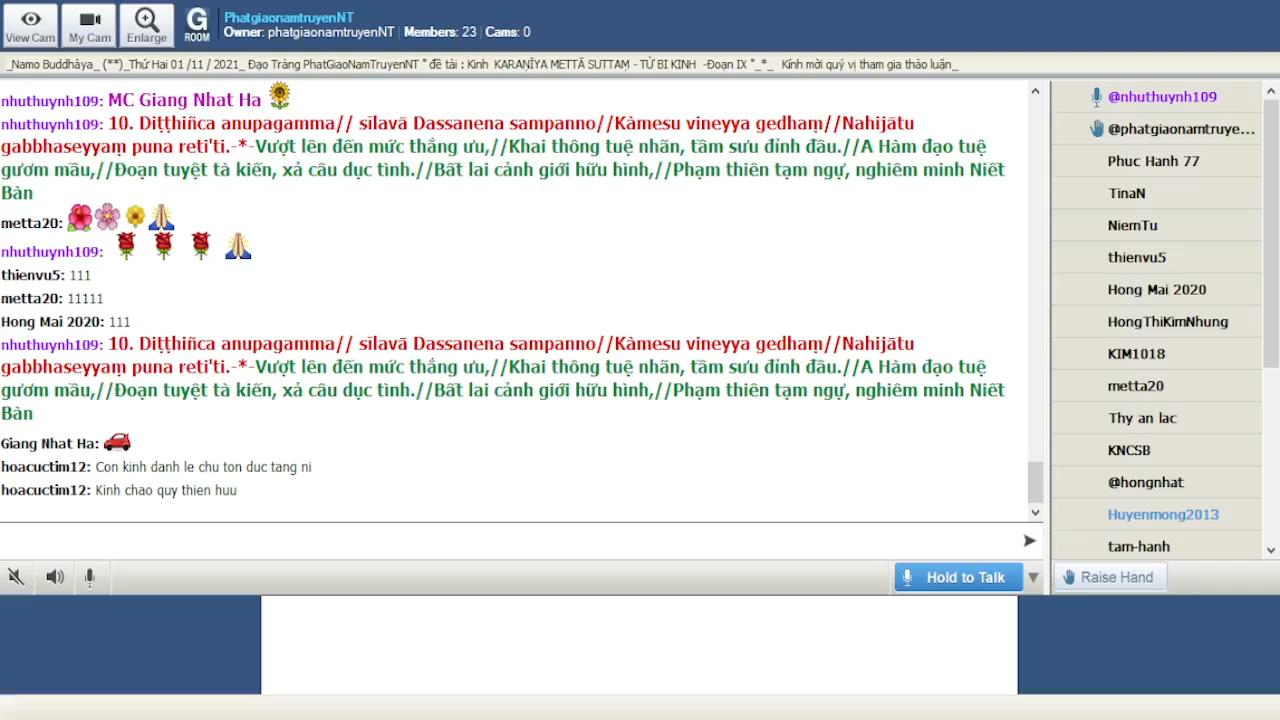 View Cam
My Cam
Enlarge
G
ROOM
PhatgiaonamtruyenNT
Owner: phatgiaonamtruyenNT | Members: 23 | Cams: 0
_Namo Buddhàya_ (**)_Thứ Hai 01 /11 / 2021_ Đạo Tràng PhatGiaoNamTruyenNT " đề tài : Kinh KARAṆĪYA METTĀ SUTTAṂ - TỪ BI KINH -Đoạn IX "_*_ Kính mời quý vị tham gia thảo luận_
nhuthuynh109: MC Giang Nhat Ha
nhuthuynh109: 10. Diṭṭhiñca anupagamma// sīlavā Dassanena sampanno//Kàmesu vineyya gedhaṃ//Nahijātu
gabbhaseyyaṃ puna reti'ti.-*-Vượt lên đến mức thắng ưu,//Khai thông tuệ nhãn, tầm sưu đỉnh đầu.//A Hàm đạo tuệ
gươm mầu,//Đoạn tuyệt tà kiến, xả câu dục tình.//Bất lai cảnh giới hữu hình,//Phạm thiên tạm ngự, nghiêm minh Niết
Bàn
metta20:
nhuthuynh109:
thienvu5: 111
metta20: 11111
Hong Mai 2020: 111
nhuthuynh109: 10. Diṭṭhiñca anupagamma// sīlavā Dassanena sampanno//Kàmesu vineyya gedhaṃ//Nahijātu
gabbhaseyyaṃ puna reti'ti.-*-Vượt lên đến mức thắng ưu,//Khai thông tuệ nhãn, tầm sưu đỉnh đầu.//A Hàm đạo tuệ
gươm mầu,//Đoạn tuyệt tà kiến, xả câu dục tình.//Bất lai cảnh giới hữu hình,//Phạm thiên tạm ngự, nghiêm minh Niết
Bàn
Giang Nhat Ha:
hoacuctim12: Con kinh danh le chu ton duc tang ni
hoacuctim12: Kinh chao quy thien huu
@nhuthuynh109
@phatgiaonamtruye...
Phuc Hanh 77
TinaN
NiemTu
thienvu5
Hong Mai 2020
HongThiKimNhung
KIM1018
metta20
Thy an lac
KNCSB
@hongnhat
Huyenmong2013
tam-hanh
Hold to Talk
Raise Hand